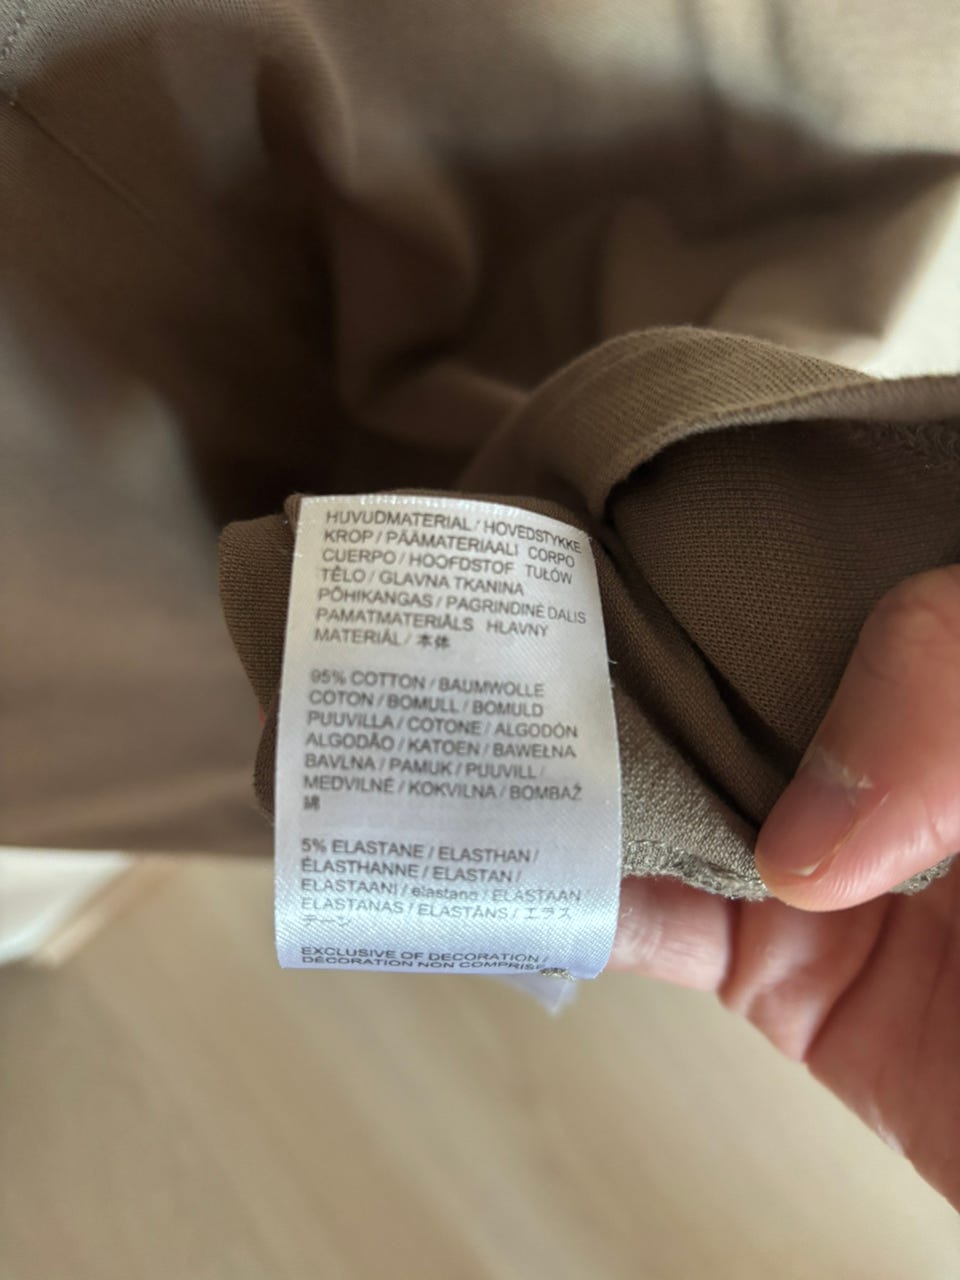 HUVUDMATERIAL / HOVEDSTYKKE
KROP / PÄÄMATERIAALI CORPO
CUERPO / HOOFDSTOF TUŁÓW
TĚLO / GLAVNA TKANINA
PÕHIKANGAS / PAGRINDINĖ DALIS
PAMATMATERIĀLS HLAVNÝ
MATERIÁL / 本体
95% COTTON / BAUMWOLLE
COTON / BOMULL / BOMULD
PUUVILLA / COTONE / ALGODÓN
ALGODÃO / KATOEN / BAWEŁNA
BAVLNA / PAMUK / PUUVILL /
MEDVILNĖ / KOKVILNA / BOMBAŽ
綿
5% ELASTANE / ELASTHAN /
ÉLASTHANNE / ELASTAN /
ELASTAANI / elastano / ELASTAAN
ELASTANAS / ELASTĀNS / エラス
テーン
EXCLUSIVE OF DECORATION /
DÉCORATION NON COMPRISE